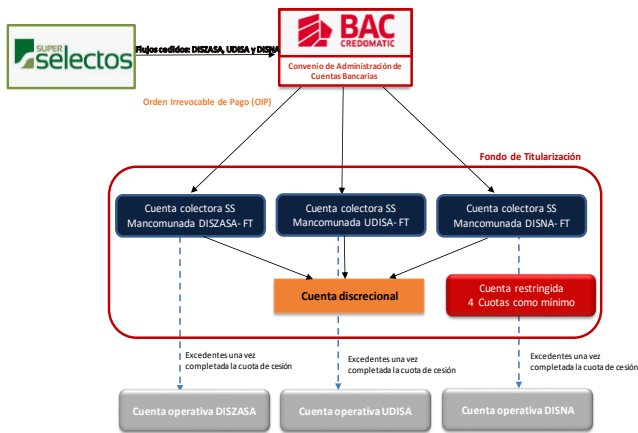 SUPER
selectos
Flujos cedidos: DISZASA, UDISA y DISNA
BAC
CREDOMATIC
Convenio de Administración de
Cuentas Bancarias
Orden Irrevocable de Pago (OIP)
Fondo de Titularización
Cuenta colectora SS
Mancomunada DISZASA- FT
Cuenta colectora SS
Mancomunada UDISA- FT
Cuenta colectora SS
Mancomunada DISNA- FT
Cuenta discrecional
Cuenta restringida
4 Cuotas como mínimo
Excedentes una vez
completada la cuota de cesión
Excedentes una vez
completada la cuota de cesión
Excedentes una vez
completada la cuota de cesión
Cuenta operativa DISZASA
Cuenta operativa UDISA
Cuenta operativa DISNA